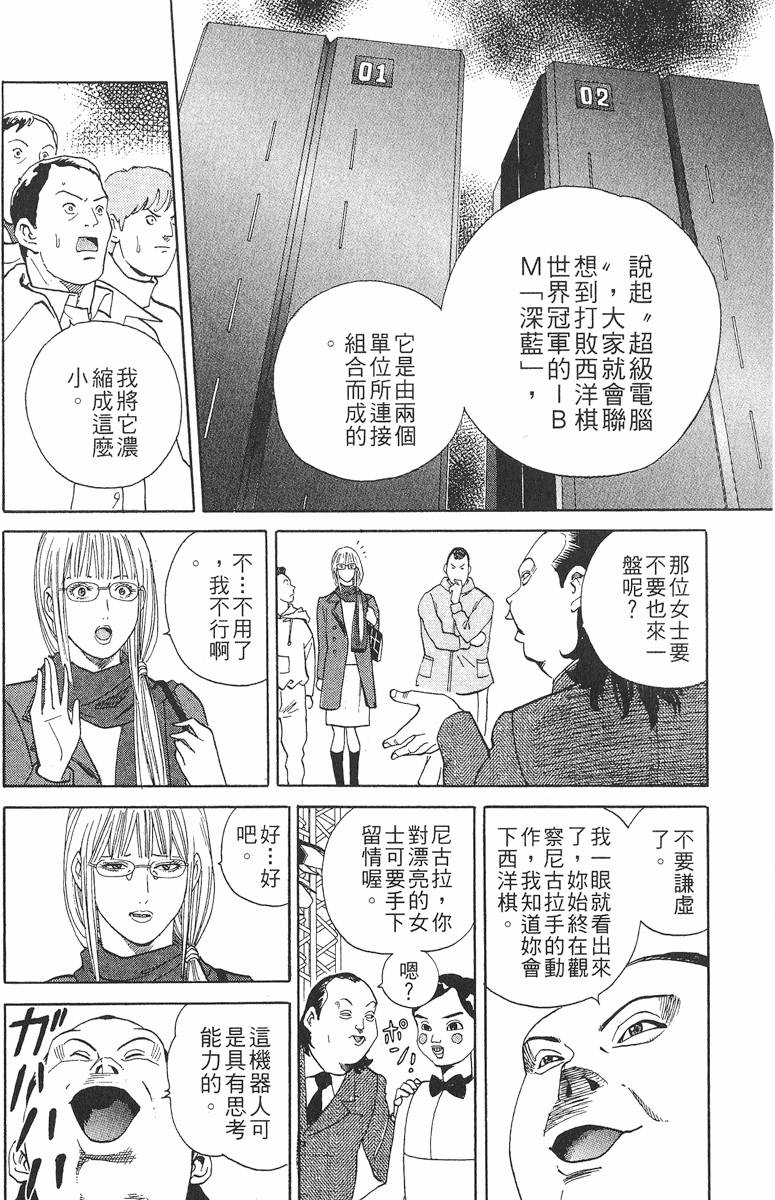 01
02
說起〝超級電腦
〞，大家就會聯
想到打敗西洋棋
世界冠軍的IB
M「深藍」，
它是由兩個
單位所連接
組合而成的
。
我將它濃
縮成這麼
小。
那位女士要
不要也來一
盤呢？
不…不用了
，我不行啊
。
不要謙虛
了。
我一眼就看出來
了，妳始終在觀
察尼古拉手的動
作，我知道妳會
下西洋棋。
尼古拉，你
對漂亮的女
士可要手下
留情喔。
嗯？
ポン！
好…好
吧。
這機器人可
是具有思考
能力的。
ガハハ